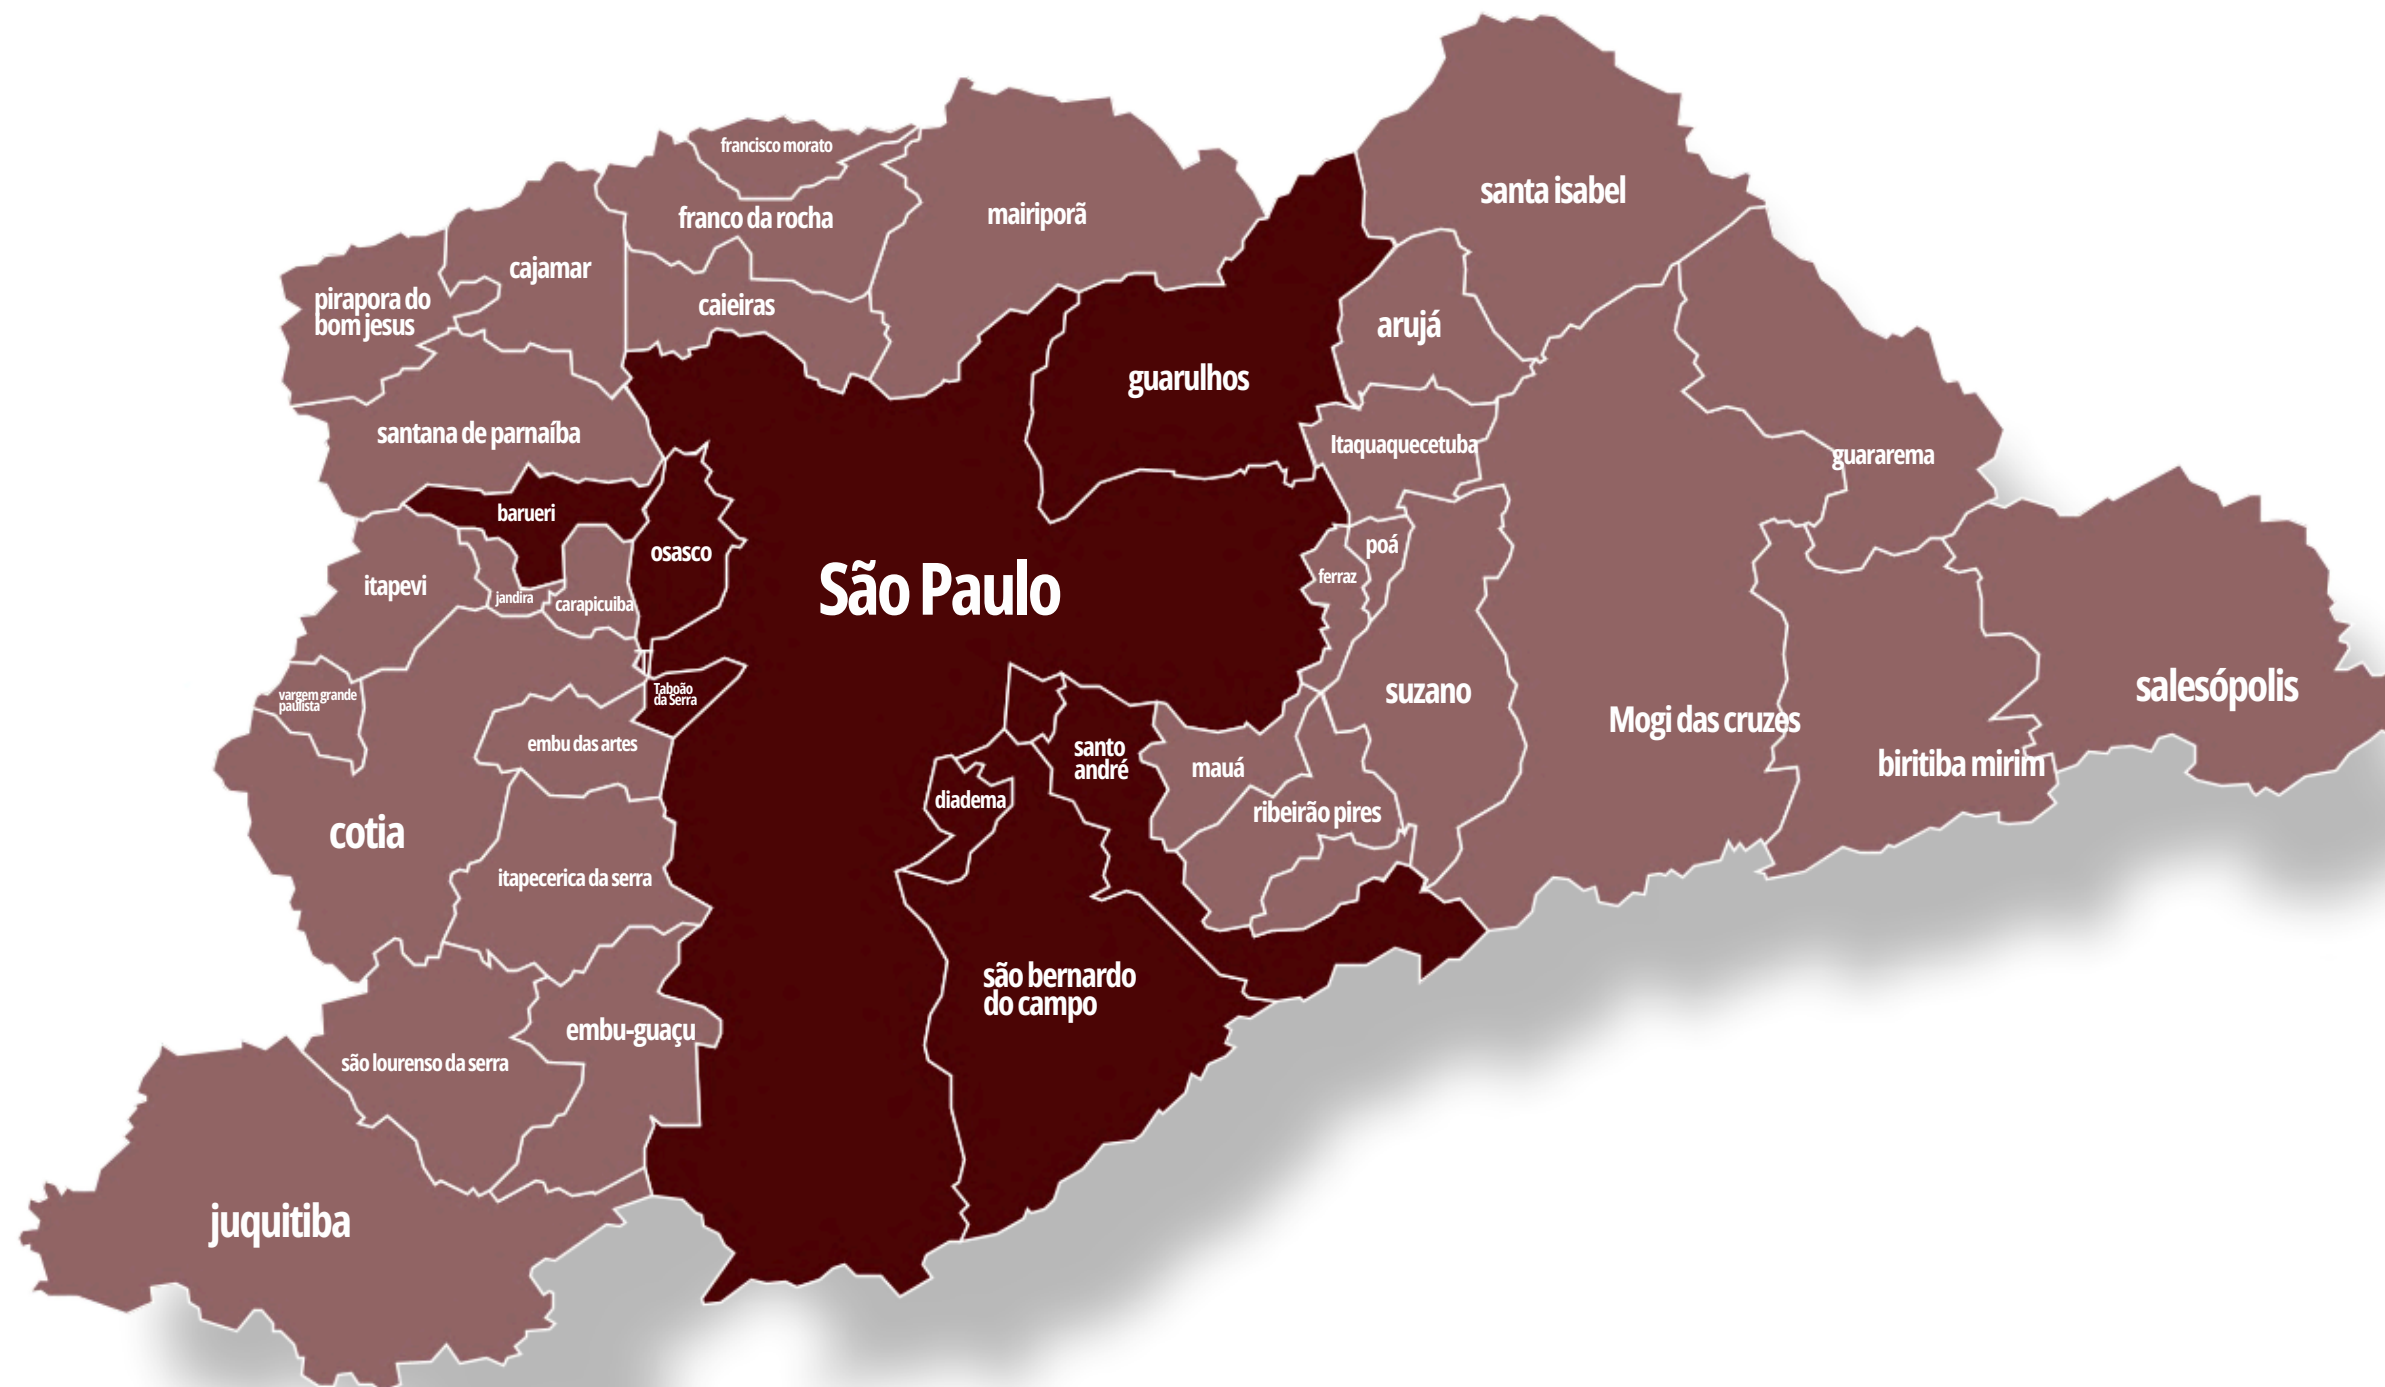 francisco morato
santa isabel
franco da rocha
mairiporã
cajamar
pirapora do
bom jesus
caieiras
arujá
guarulhos
santana de parnaíba
Itaquaquecetuba
guararema
barueri
osasco
poá
São Paulo
ferraz
itapevi
jandira
carapicuiba
vargem grande
paulista
Taboão
da Serra
suzano
salesópolis
Mogi das cruzes
embu das artes
santo
andré
mauá
biritiba mirim
diadema
ribeirão pires
cotia
itapecerica da serra
são bernardo
do campo
embu-guaçu
são lourenso da serra
juquitiba